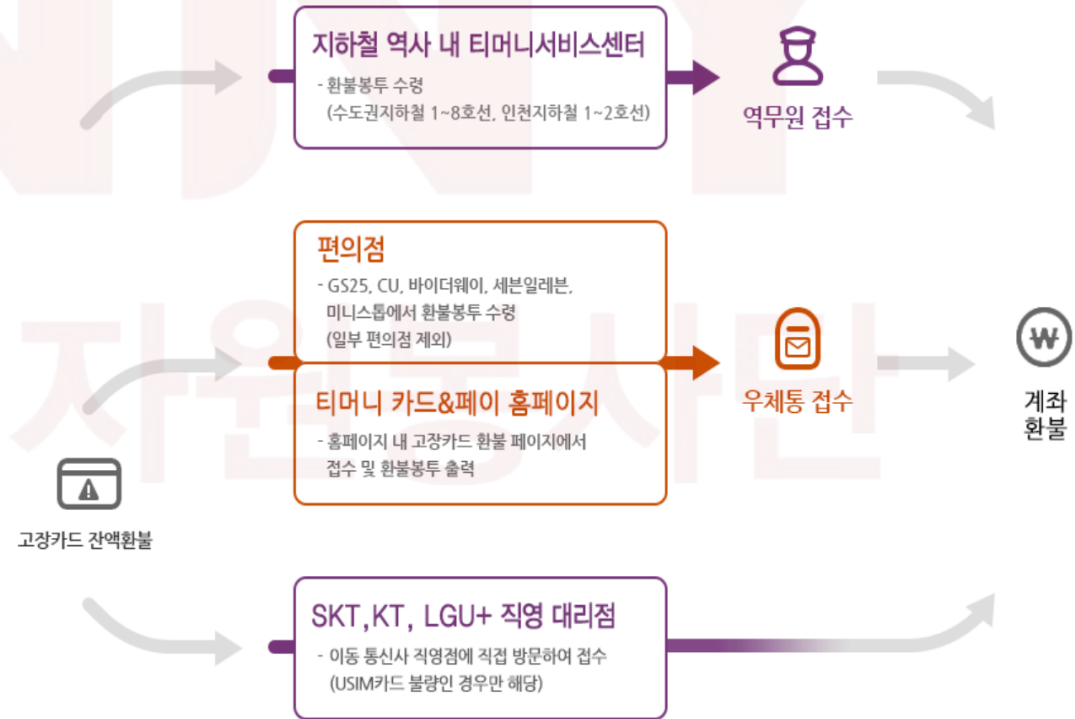 지하철 역사 내 티머니서비스센터
- 환불봉투 수령
(수도권지하철 1~8호선, 인천지하철 1~2호선)
역무원 접수
편의점
- GS25, CU, 바이더웨이, 세븐일레븐,
미니스톱에서 환불봉투 수령
(일부 편의점 제외)
티머니 카드&페이 홈페이지
- 홈페이지 내 고장카드 환불 페이지에서
접수 및 환불봉투 출력
우체통 접수
₩
계좌
환불
고장카드 잔액환불
SKT,KT, LGU+ 직영 대리점
- 이동 통신사 직영점에 직접 방문하여 접수
(USIM카드 불량인 경우만 해당)
자원봉사단